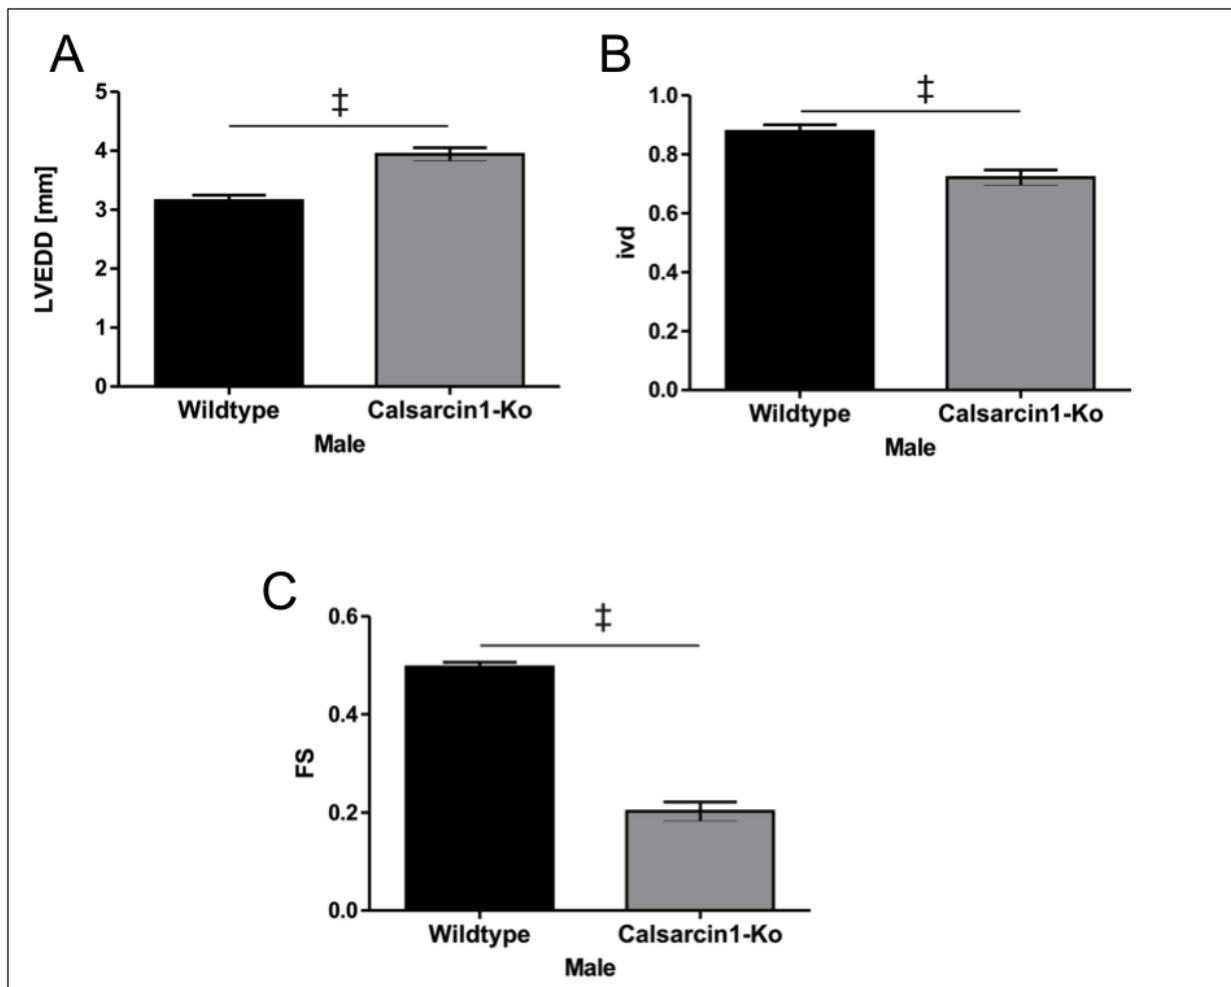 A
5
4
3
2
1
0
LVEDD [mm]
‡
Wildtype
Calsarcin1-Ko
Male
B
1.0
0.8
0.6
0.4
0.2
0.0
ivd
‡
Wildtype
Calsarcin1-Ko
Male
C
0.6
0.4
0.2
0.0
FS
‡
Wildtype
Calsarcin1-Ko
Male